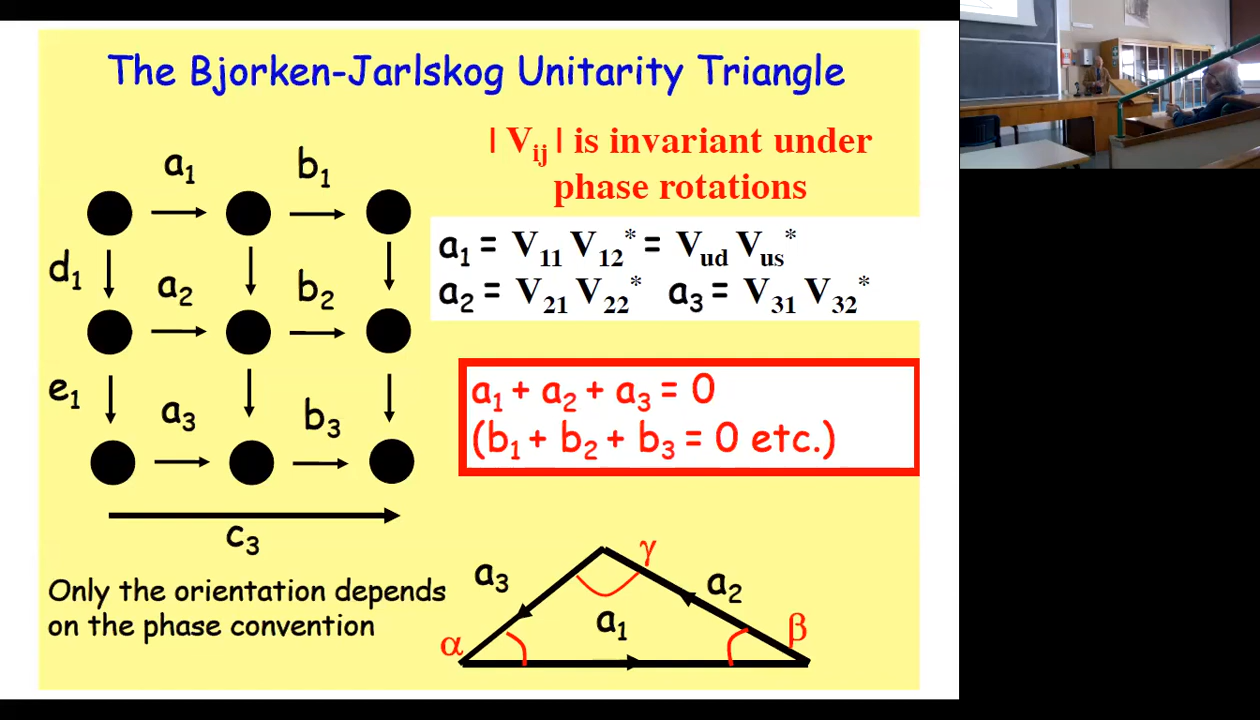 The Bjorken-Jarlskog Unitarity Triangle
| Vij | is invariant under
phase rotations
a1 b1
d1 a2 b2
e1 a3 b3
c3
a1 = V11 V12* = Vud Vus*
a2 = V21 V22* a3 = V31 V32*
a1 + a2 + a3 = 0
(b1 + b2 + b3 = 0 etc.)
Only the orientation depends
on the phase convention
γ
a3 a2
a1
α β